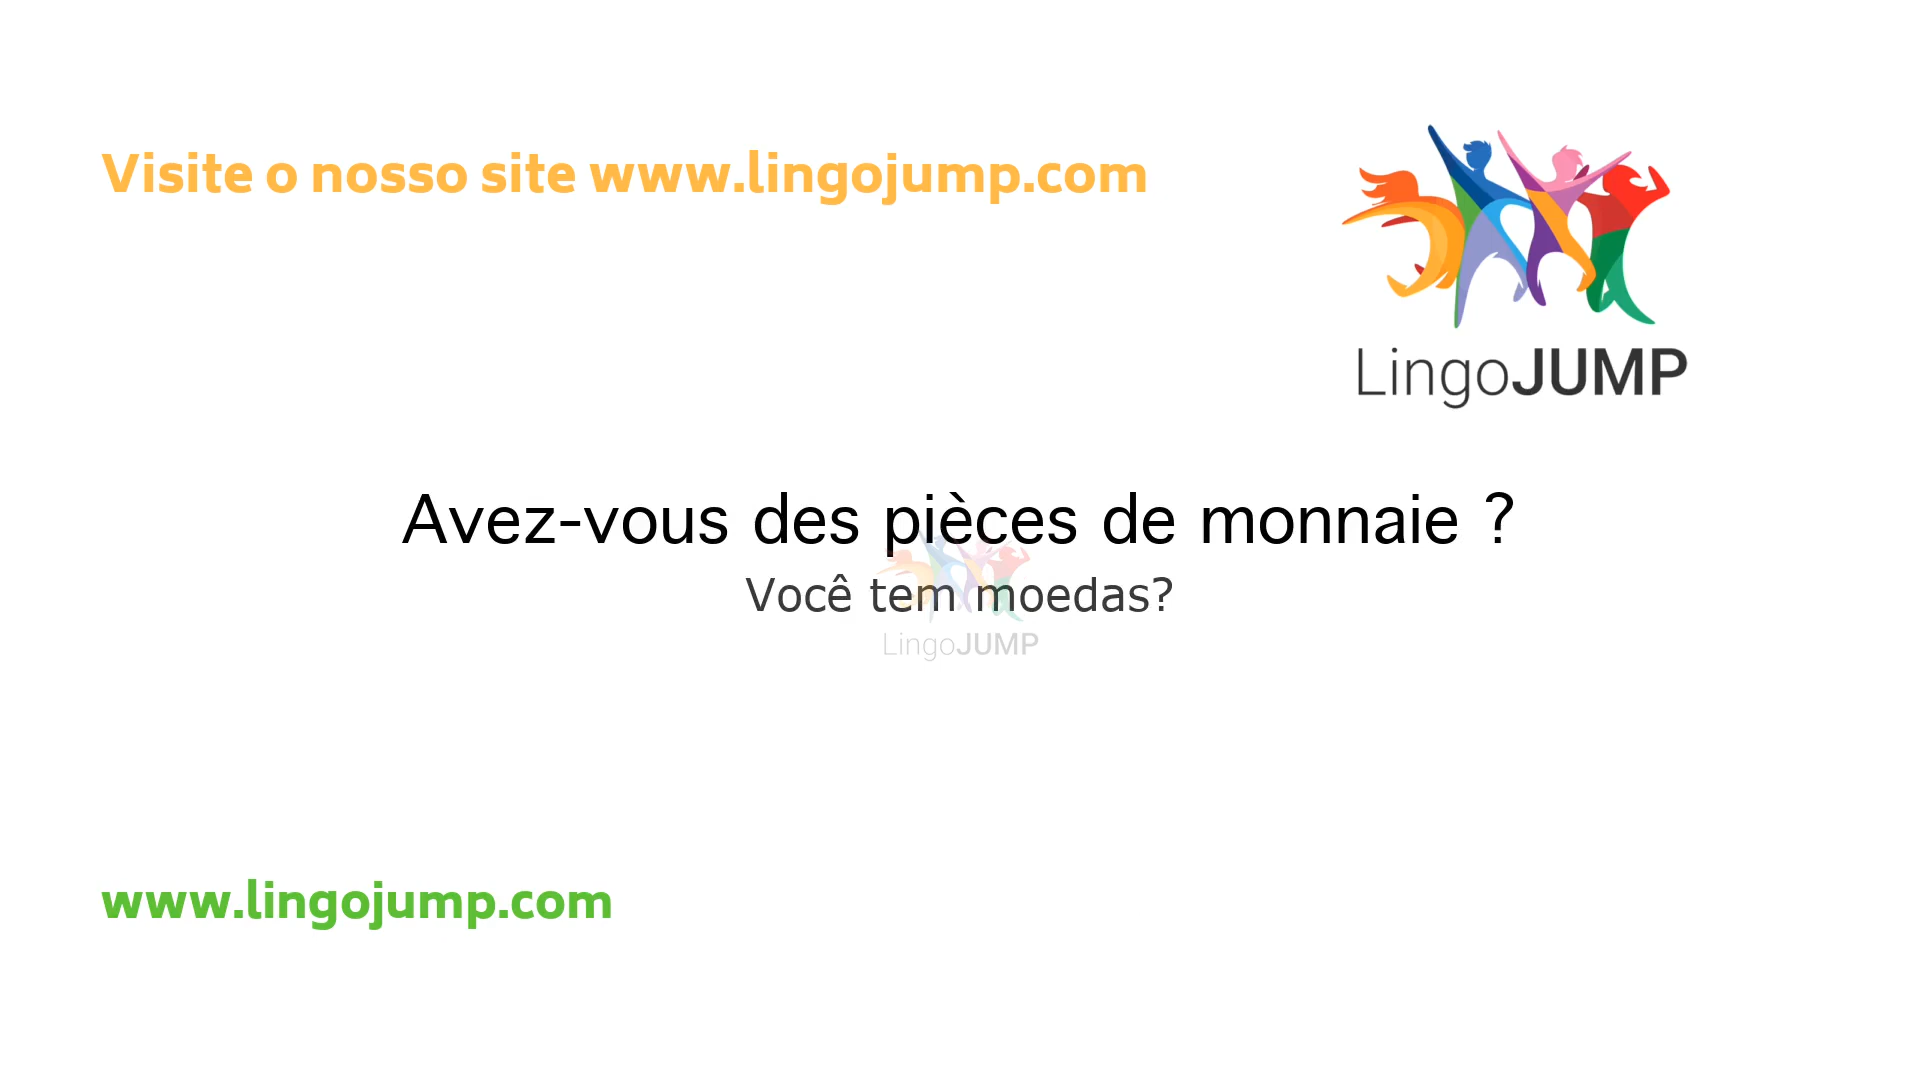 Visite o nosso site www.lingojump.com
LingoJUMP
Avez-vous des pièces de monnaie ?
Você tem moedas?
LingoJUMP
www.lingojump.com